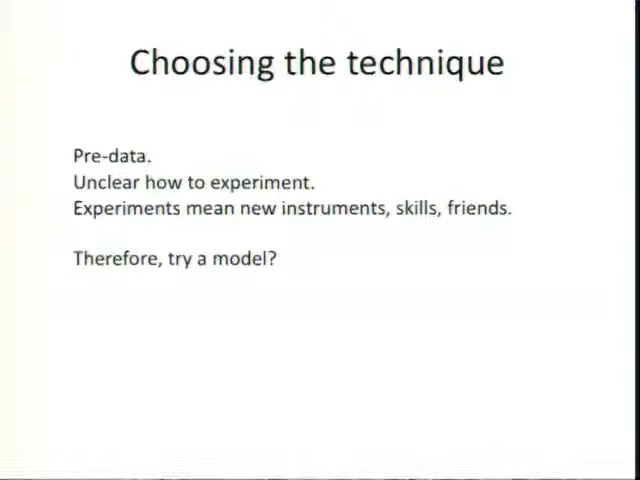 Choosing the technique
Pre-data.
Unclear how to experiment.
Experiments mean new instruments, skills, friends.
Therefore, try a model?